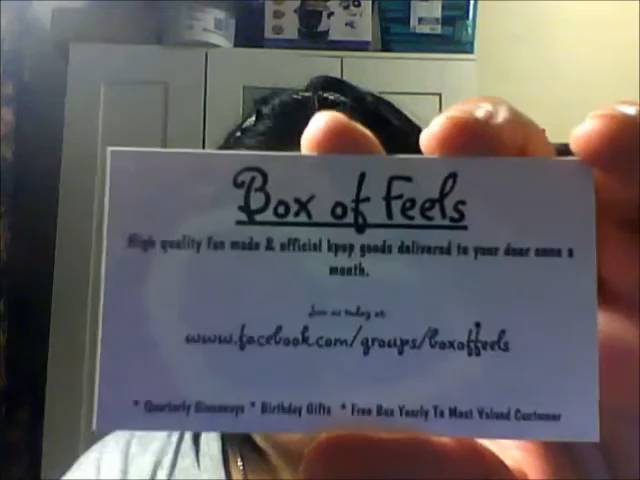 Box of Feels
High quality fan made & official kpop goods delivered to your door once a
month.
Join us today at:
www.facebook.com/groups/boxoffeels
* Quarterly Giveaways * Birthday Gifts * Free Box Yearly To Most Valued Customer